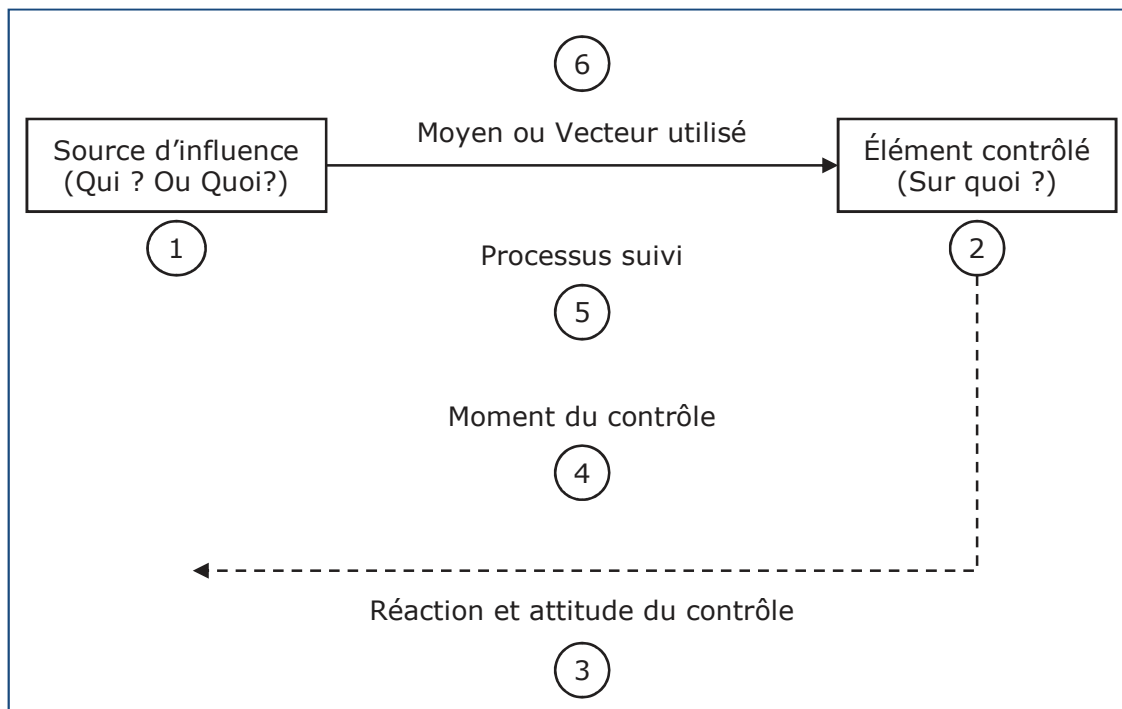 6
Moyen ou Vecteur utilisé
Source d'influence
(Qui ? Ou Quoi?)
Élément contrôlé
(Sur quoi ?)
1
2
Processus suivi
5
Moment du contrôle
4
Réaction et attitude du contrôle
3